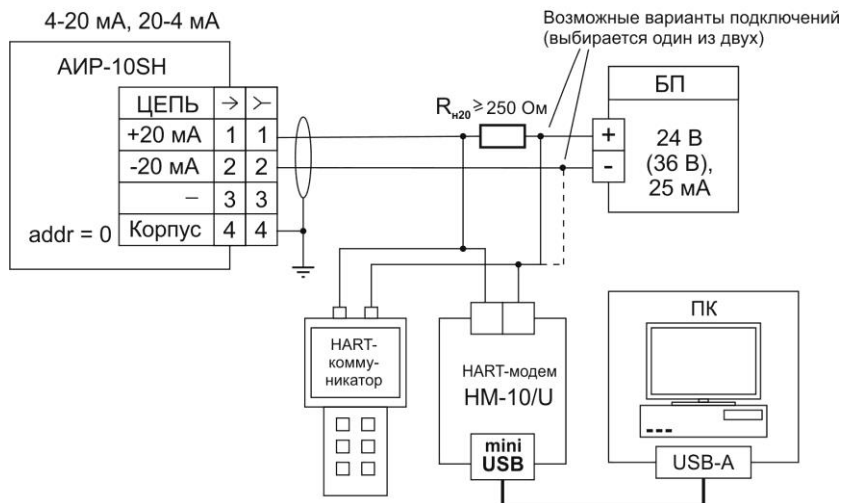 4-20 мА, 20-4 мА
Возможные варианты подключений
(выбирается один из двух)
АИР-10SH
ЦЕПЬ
+20 мА 1 1
-20 мА 2 2
– 3 3
addr = 0 Корпус 4 4
Rн20 ≥ 250 Ом
БП
+
-
24 В
(36 В),
25 мА
HART-
комму-
никатор
HART-модем
HM-10/U
mini
USB
ПК
USB-A